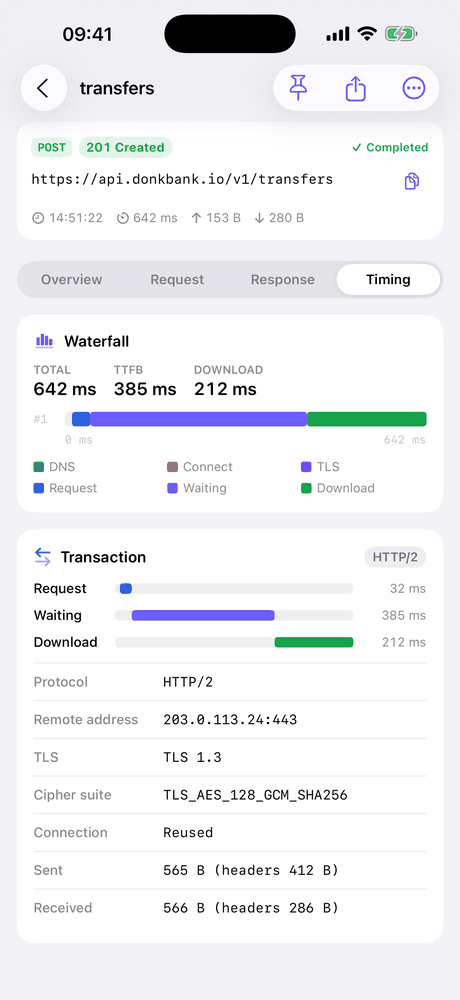 09:41
transfers
POST 201 Created Completed
https://api.donkbank.io/v1/transfers
14:51:22 642 ms 153 B 280 B
Overview Request Response Timing
Waterfall
TOTAL TTFB DOWNLOAD
642 ms 385 ms 212 ms
#1
0 ms 642 ms
DNS Connect TLS
Request Waiting Download
Transaction HTTP/2
Request 32 ms
Waiting 385 ms
Download 212 ms
Protocol HTTP/2
Remote address 203.0.113.24:443
TLS TLS 1.3
Cipher suite TLS_AES_128_GCM_SHA256
Connection Reused
Sent 565 B (headers 412 B)
Received 566 B (headers 286 B)